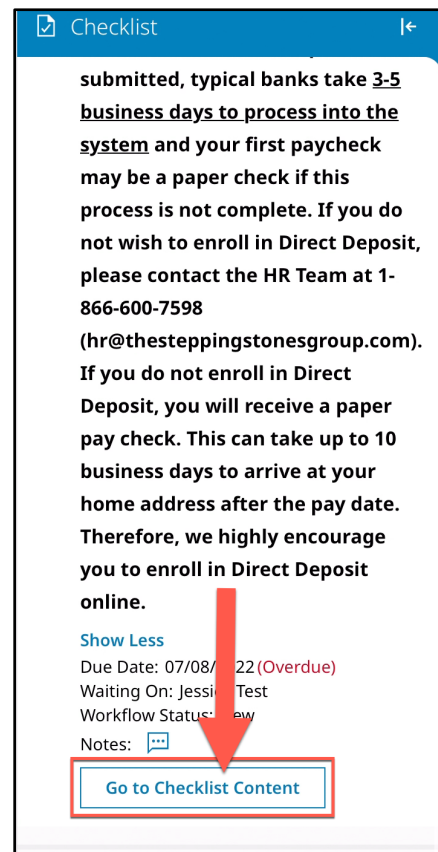 Checklist
submitted, typical banks take 3-5
business days to process into the
system and your first paycheck
may be a paper check if this
process is not complete. If you do
not wish to enroll in Direct Deposit,
please contact the HR Team at 1-
866-600-7598
(hr@thesteppingstonesgroup.com).
If you do not enroll in Direct
Deposit, you will receive a paper
pay check. This can take up to 10
business days to arrive at your
home address after the pay date.
Therefore, we highly encourage
you to enroll in Direct Deposit
online.
Show Less
Due Date: 07/08/ 22 (Overdue)
Waiting On: Test
Workflow Status:
Notes:
Go to Checklist Content